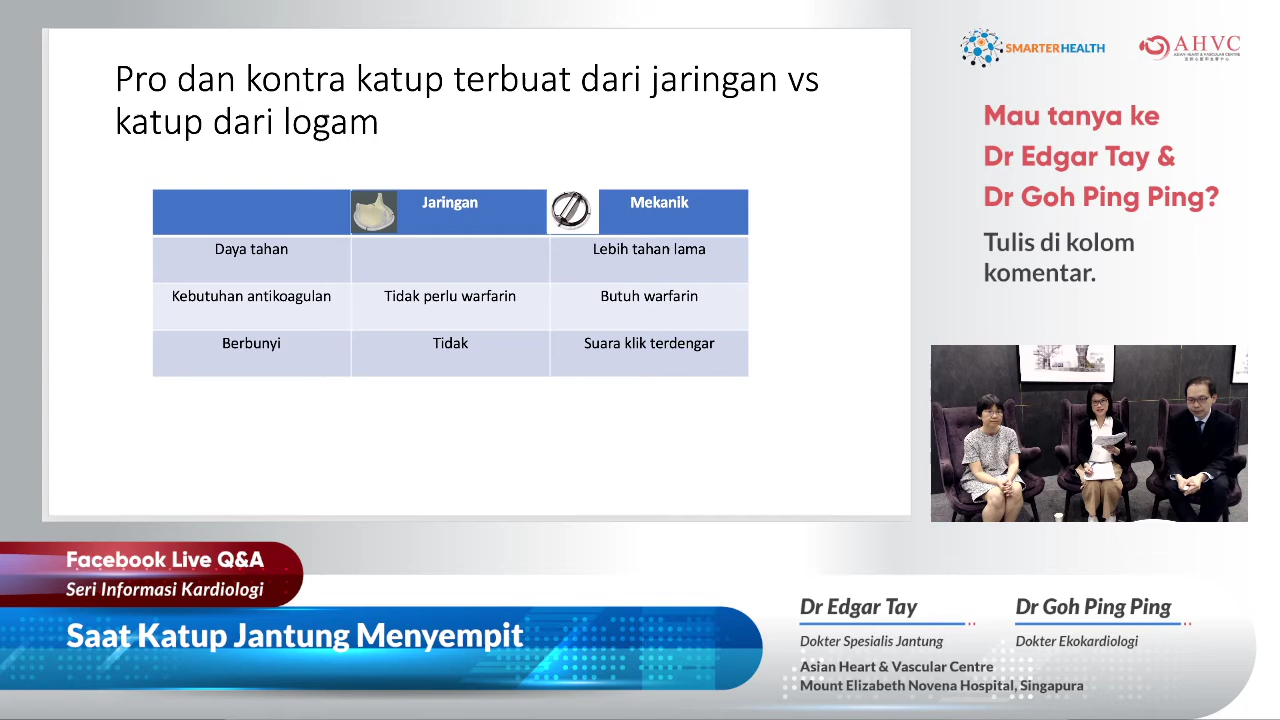 Pro dan kontra katup terbuat dari jaringan vs
katup dari logam
Jaringan
Mekanik
Daya tahan
Lebih tahan lama
Kebutuhan antikoagulan
Tidak perlu warfarin
Butuh warfarin
Berbunyi
Tidak
Suara klik terdengar
SMARTERHEALTH
AHVC
ASIAN HEART & VASCULAR CENTRE
Mau tanya ke
Dr Edgar Tay &
Dr Goh Ping Ping?
Tulis di kolom
komentar.
Facebook Live Q&A
Seri Informasi Kardiologi
Saat Katup Jantung Menyempit
Dr Edgar Tay
Dokter Spesialis Jantung
Dr Goh Ping Ping
Dokter Ekokardiologi
Asian Heart & Vascular Centre
Mount Elizabeth Novena Hospital, Singapura